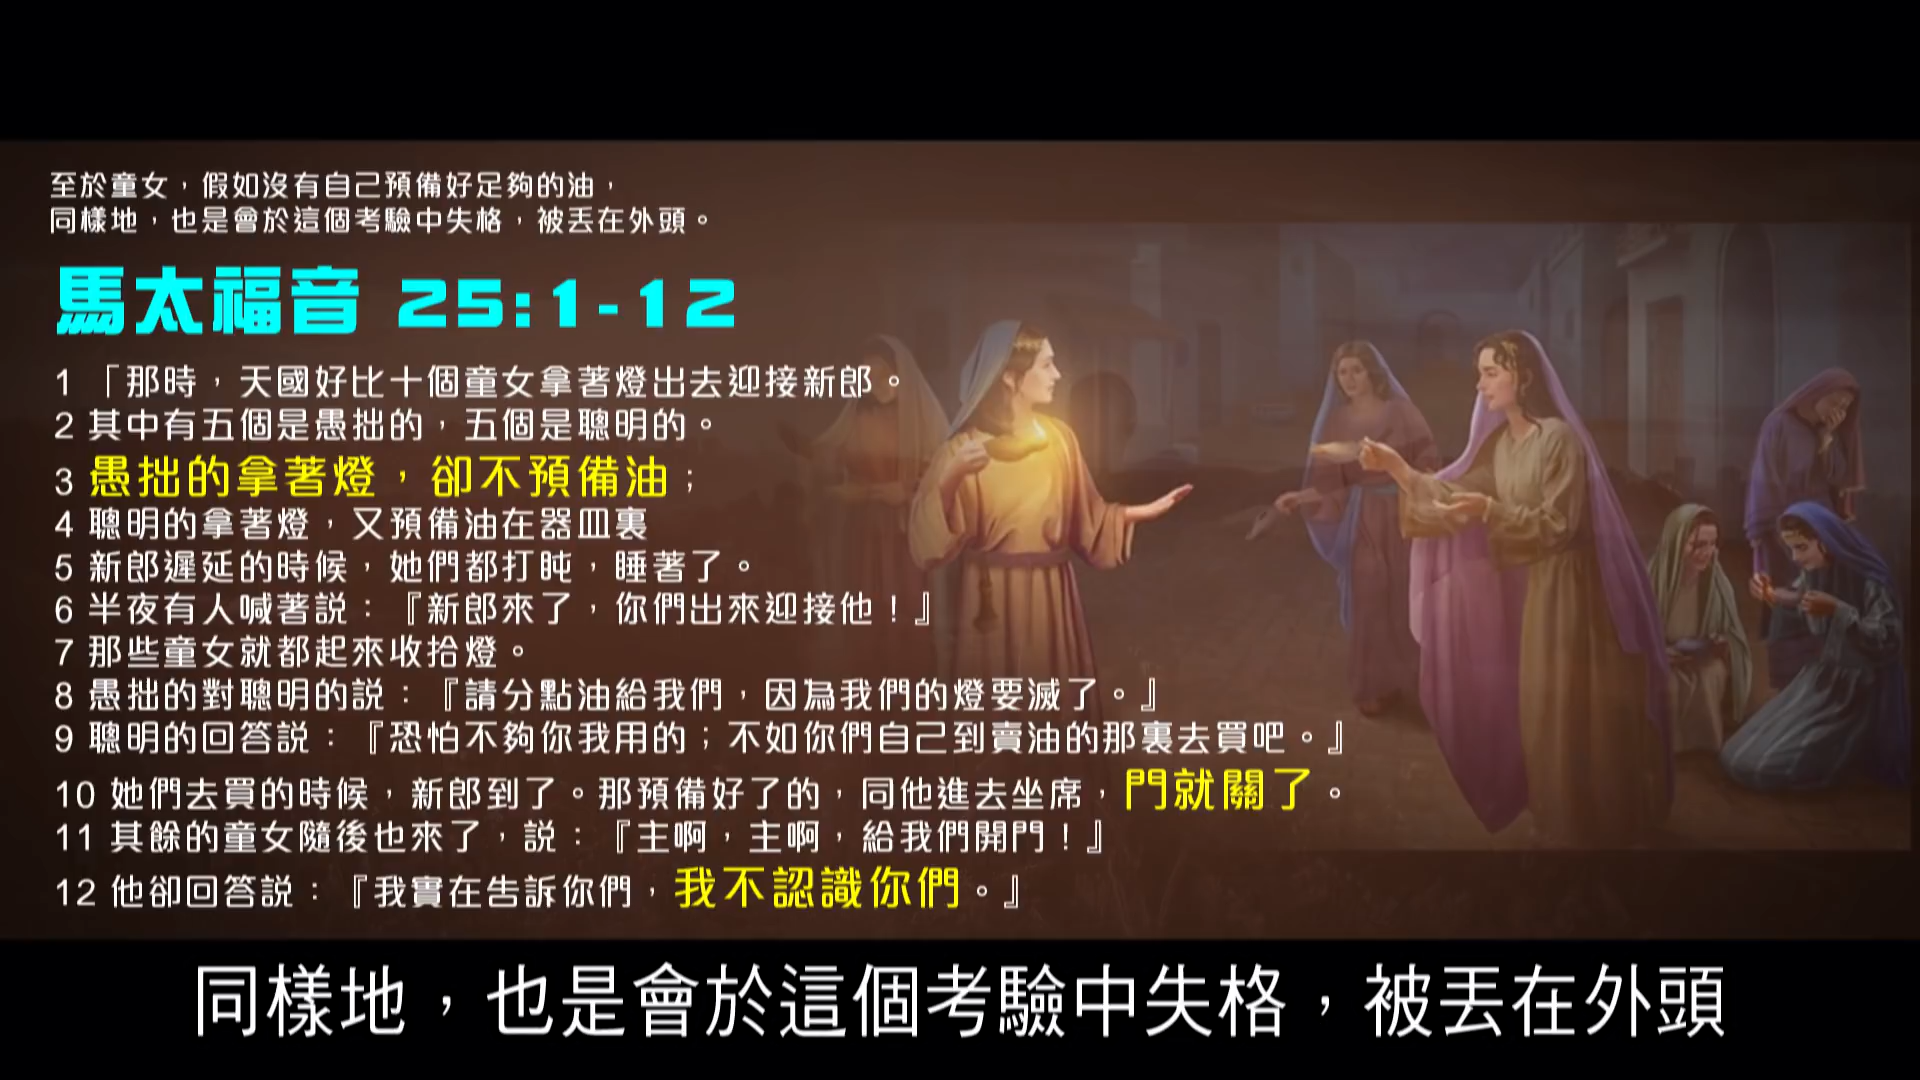 至於童女，假如沒有自己預備好足夠的油，
同樣地，也是會於這個考驗中失格，被丟在外頭。
馬太福音 25:1-12
1 「那時，天國好比十個童女拿著燈出去迎接新郎。
2 其中有五個是愚拙的，五個是聰明的。
3 愚拙的拿著燈，卻不預備油；
4 聰明的拿著燈，又預備油在器皿裏
5 新郎遲延的時候，她們都打盹，睡著了。
6 半夜有人喊著說：『新郎來了，你們出來迎接他！』
7 那些童女就都起來收拾燈。
8 愚拙的對聰明的說：『請分點油給我們，因為我們的燈要滅了。』
9 聰明的回答說：『恐怕不夠你我用的；不如你們自己到賣油的那裏去買吧。』
10 她們去買的時候，新郎到了。那預備好了的，同他進去坐席，門就關了。
11 其餘的童女隨後也來了，說：『主啊，主啊，給我們開門！』
12 他卻回答說：『我實在告訴你們，我不認識你們。』
同樣地，也是會於這個考驗中失格，被丟在外頭